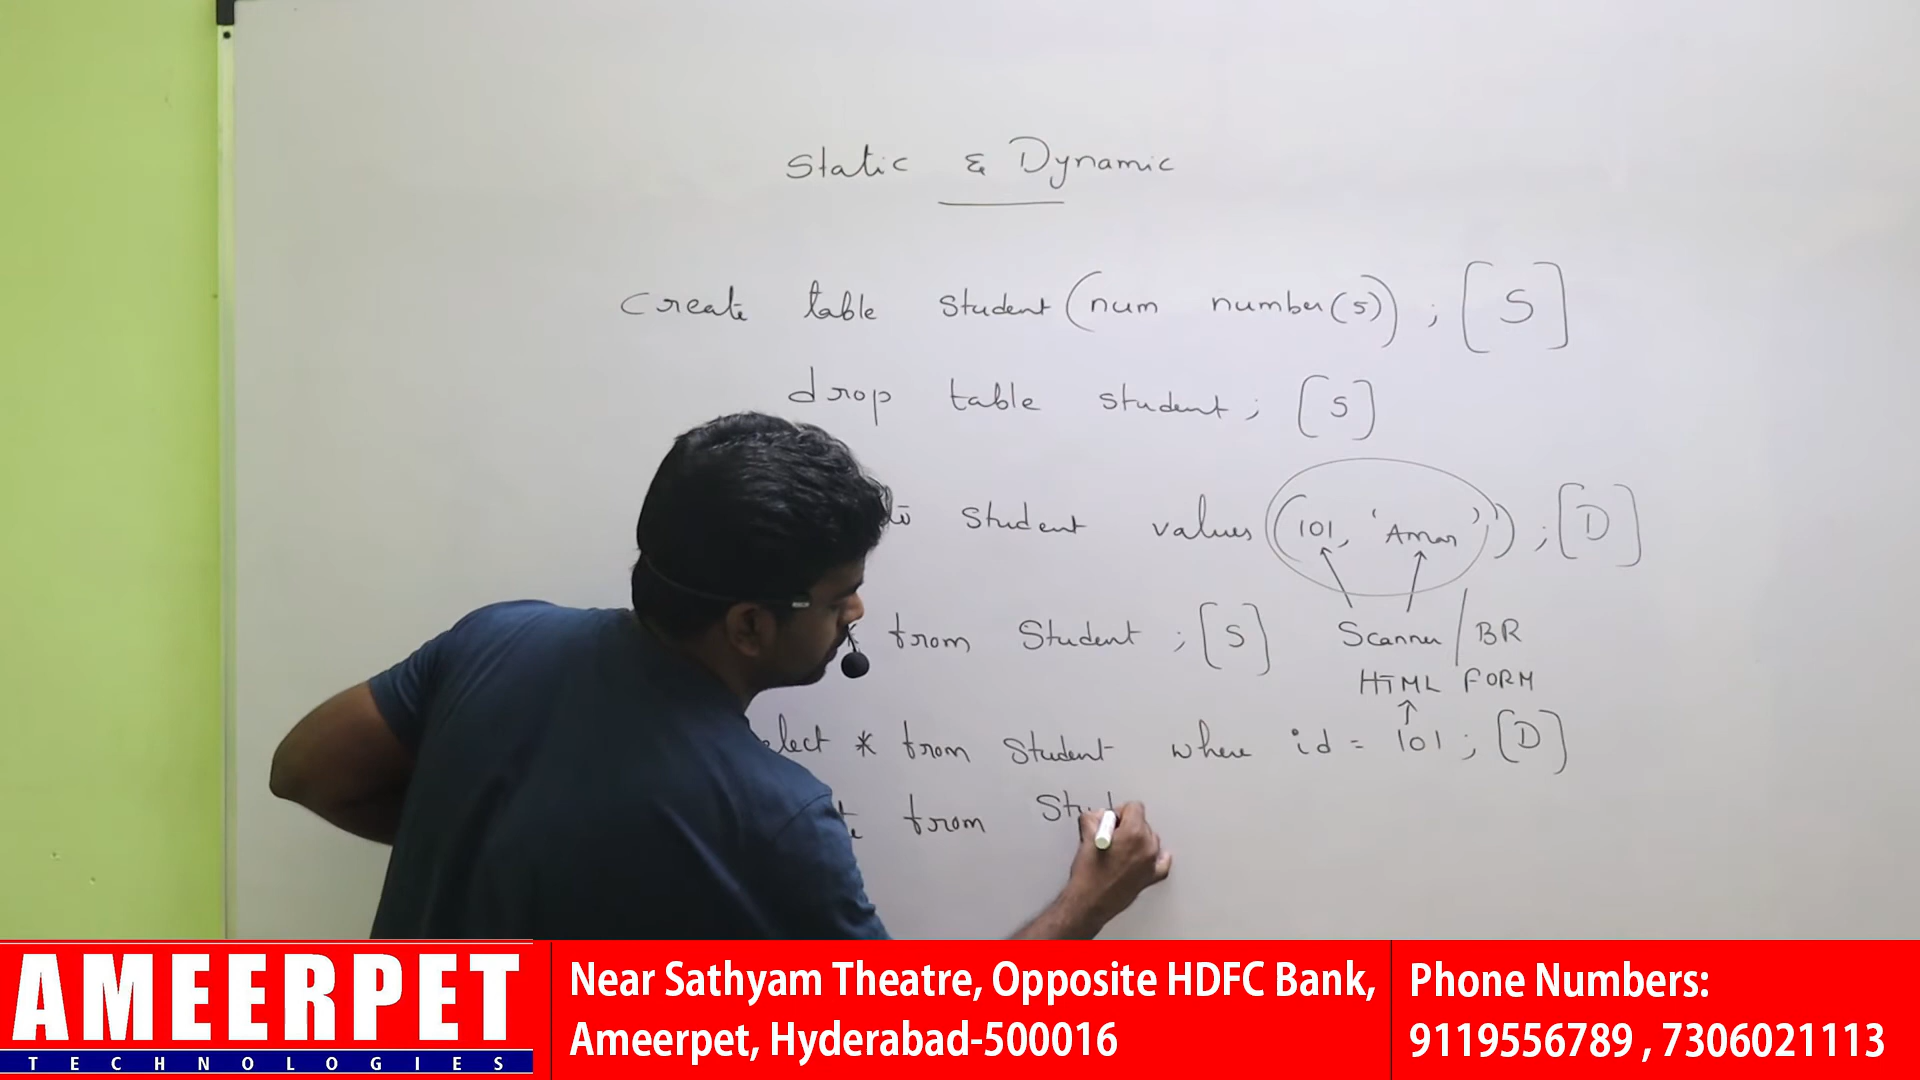 Static & Dynamic
Create table student (num number(5)) ; [S]
drop table student ; [S]
student values (101, 'Aman')) ; [D]
* from Student ; [S]
Scanner / BR
HTML FORM
elect * from Student where id = 101 ; [D]
from Stu
AMEERPET
TECHNOLOGIES
Near Sathyam Theatre, Opposite HDFC Bank,
Ameerpet, Hyderabad-500016
Phone Numbers:
9119556789 , 7306021113